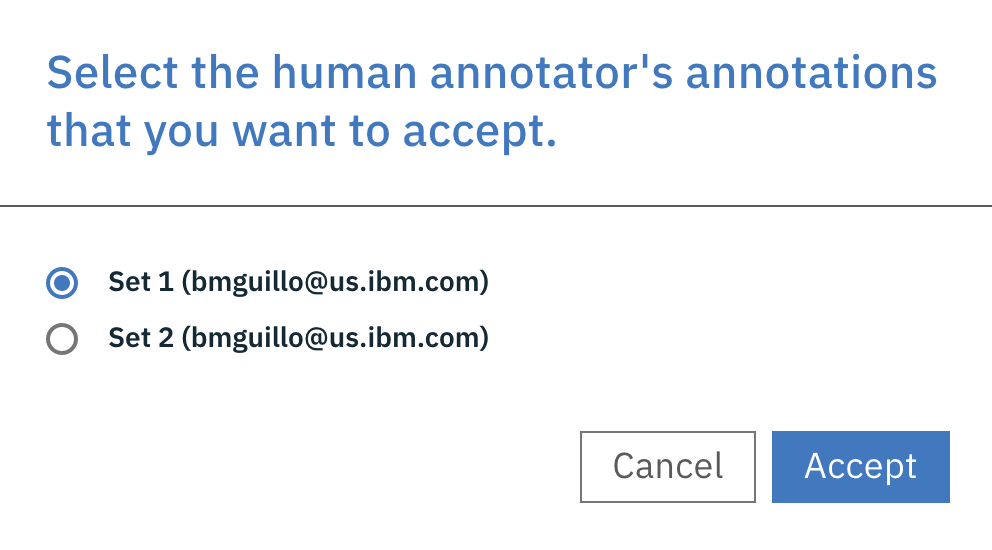 Select the human annotator's annotations
that you want to accept.
Set 1 (bmguillo@us.ibm.com)
Set 2 (bmguillo@us.ibm.com)
Cancel
Accept